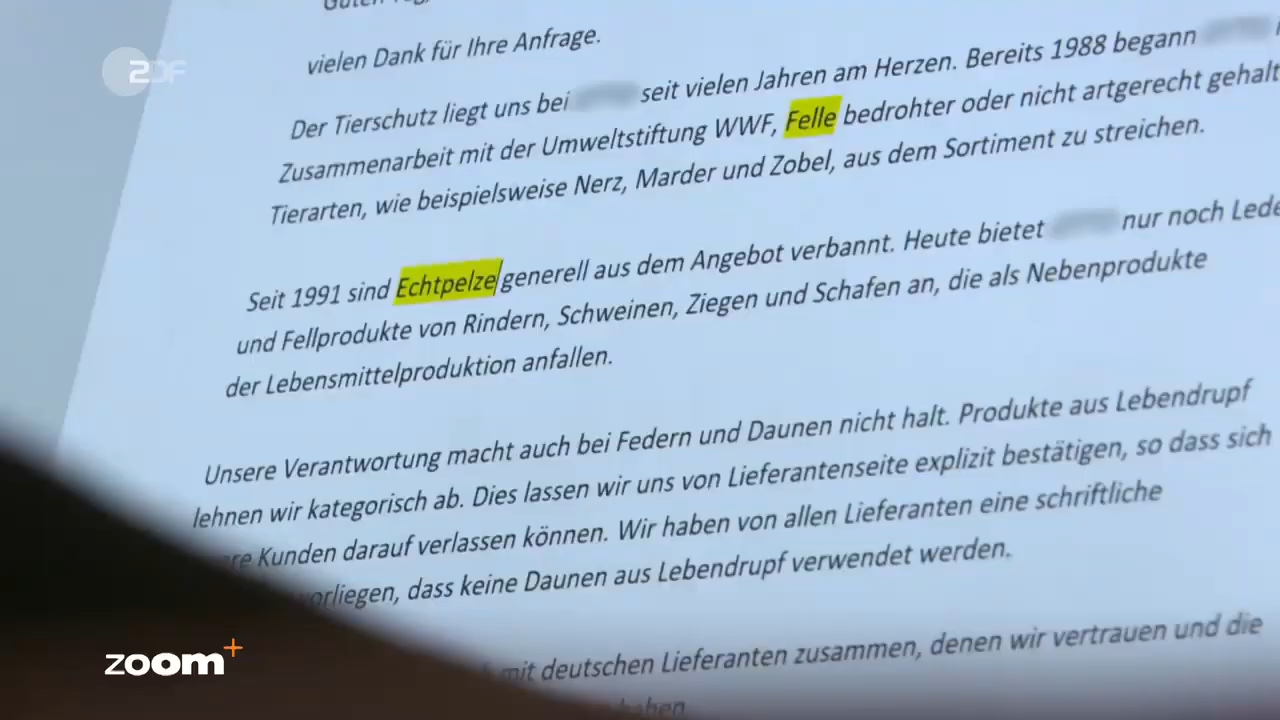 ZDF
Guten Tag,
vielen Dank für Ihre Anfrage.
Der Tierschutz liegt uns bei seit vielen Jahren am Herzen. Bereits 1988 begann
Zusammenarbeit mit der Umweltstiftung WWF, Felle bedrohter oder nicht artgerecht gehalt
Tierarten, wie beispielsweise Nerz, Marder und Zobel, aus dem Sortiment zu streichen.
Seit 1991 sind Echtpelze generell aus dem Angebot verbannt. Heute bietet nur noch Lede
und Fellprodukte von Rindern, Schweinen, Ziegen und Schafen an, die als Nebenprodukte
der Lebensmittelproduktion anfallen.
Unsere Verantwortung macht auch bei Federn und Daunen nicht halt. Produkte aus Lebendrupf
lehnen wir kategorisch ab. Dies lassen wir uns von Lieferantenseite explizit bestätigen, so dass sich
re Kunden darauf verlassen können. Wir haben von allen Lieferanten eine schriftliche
orliegen, dass keine Daunen aus Lebendrupf verwendet werden.
mit deutschen Lieferanten zusammen, denen wir vertrauen und die
haben.
zoom+